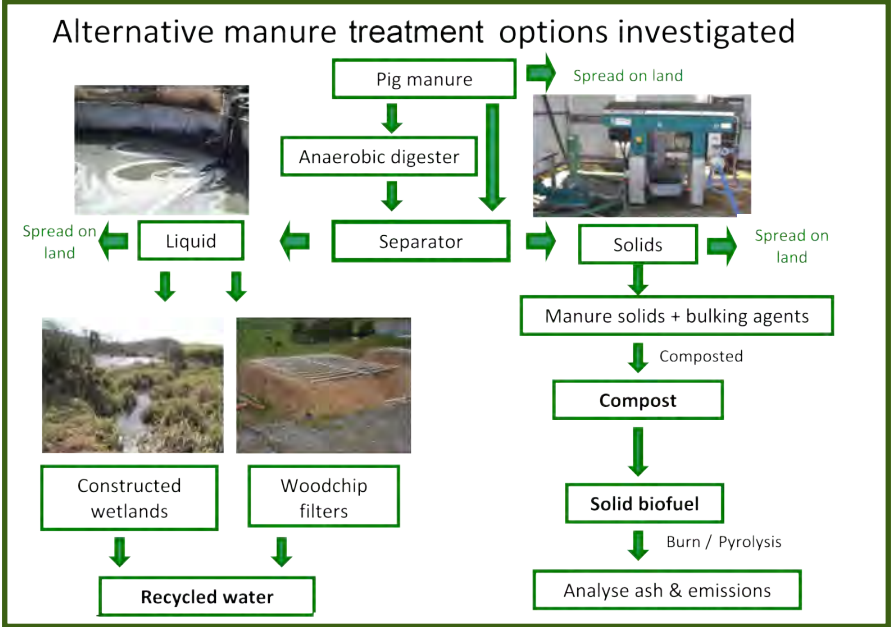 Alternative manure treatment options investigated
Pig manure
Spread on land
Anaerobic digester
Spread on
land
Liquid
Separator
Solids
Spread on
land
Manure solids + bulking agents
Composted
Compost
Constructed
wetlands
Woodchip
filters
Solid biofuel
Burn / Pyrolysis
Recycled water
Analyse ash & emissions